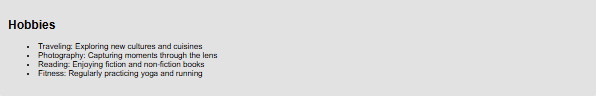 Hobbies
• Traveling: Exploring new cultures and cuisines
• Photography: Capturing moments through the lens
• Reading: Enjoying fiction and non-fiction books
• Fitness: Regularly practicing yoga and running